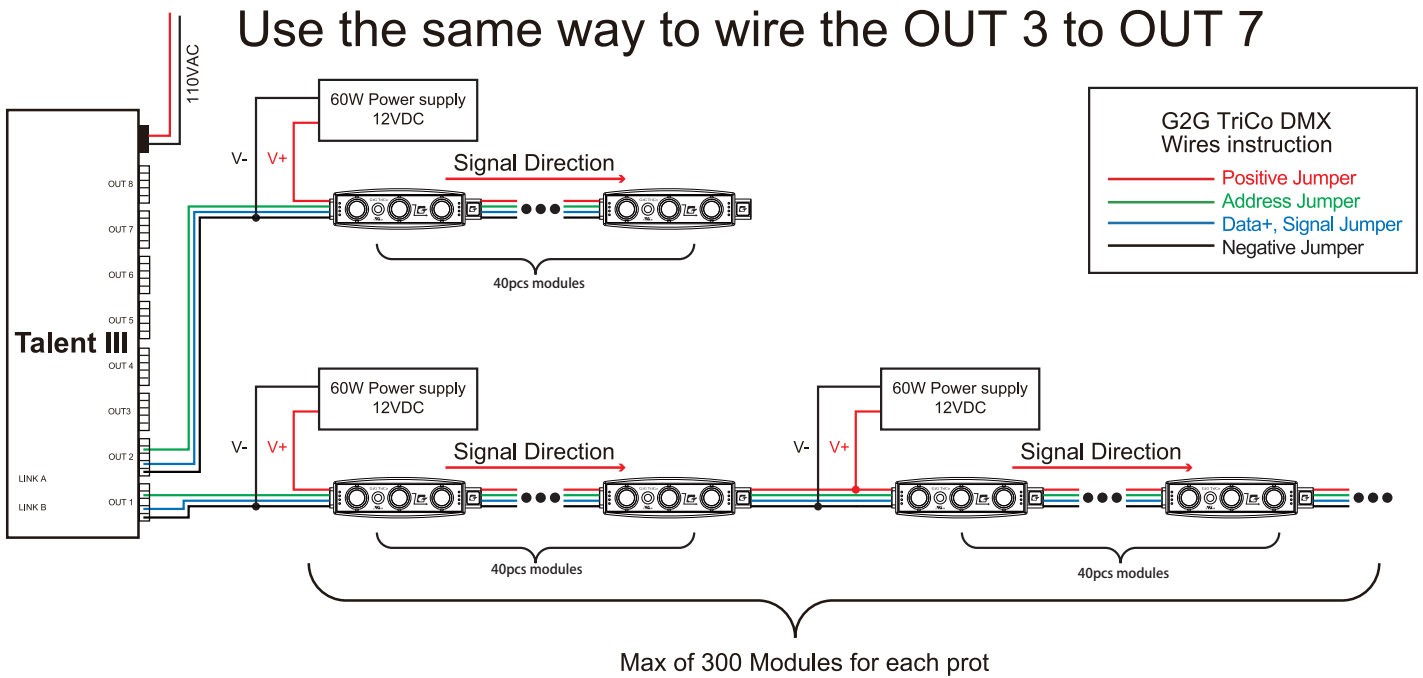 Use the same way to wire the OUT 3 to OUT 7
110VAC
60W Power supply
12VDC
V-
V+
Signal Direction
40pcs modules
G2G TriCo DMX
Wires instruction
Positive Jumper
Address Jumper
Data+, Signal Jumper
Negative Jumper
Talent III
OUT 8
OUT 7
OUT 6
OUT 5
OUT 4
OUT3
OUT 2
OUT 1
LINK A
LINK B
60W Power supply
12VDC
V-
V+
Signal Direction
40pcs modules
60W Power supply
12VDC
V-
V+
Signal Direction
40pcs modules
Max of 300 Modules for each prot